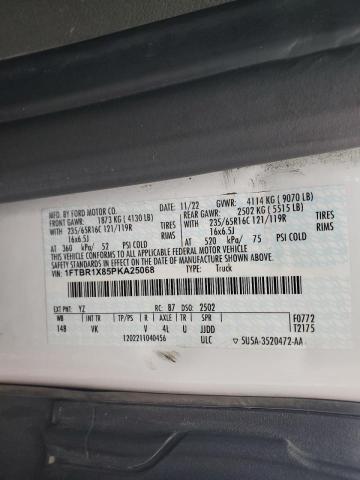 MFD. BY FORD MOTOR CO.
DATE: 11/22 GVWR: 4114 KG ( 9070 LB)
FRONT GAWR: 1873 KG ( 4130 LB)
REAR GAWR: 2502 KG ( 5515 LB)
WITH 235/65R16C 121/119R TIRES
WITH 235/65R16C 121/119R TIRES
16x6.5J RIMS
16x6.5J RIMS
AT 360 kPa/ 52 PSI COLD
AT 520 kPa/ 75 PSI COLD
THIS VEHICLE CONFORMS TO ALL APPLICABLE FEDERAL MOTOR VEHICLE
SAFETY STANDARDS IN EFFECT ON THE DATE OF MANUFACTURE SHOWN ABOVE.
VIN: 1FTBR1X85PKA25068 TYPE: Truck
EXT PNT: YZ RC: 87 DSO: 2502
WB INT TR TP/PS R AXLE TR SPR F0772
148 VK V 4L U JJDD T2175
1202211040456 ULC ▽ 5U5A-3520472-AA